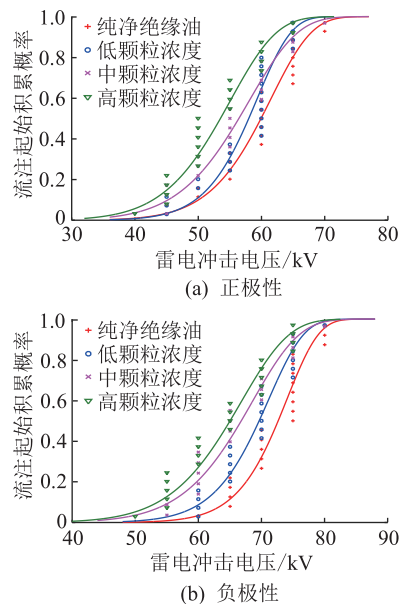 流注起始积累概率
1.0
0.8
0.6
0.4
0.2
0
纯净绝缘油
低颗粒浓度
中颗粒浓度
高颗粒浓度
30 40 50 60 70 80
雷电冲击电压/kV
(a) 正极性
流注起始积累概率
1.0
0.8
0.6
0.4
0.2
0
纯净绝缘油
低颗粒浓度
中颗粒浓度
高颗粒浓度
40 50 60 70 80 90
雷电冲击电压/kV
(b) 负极性